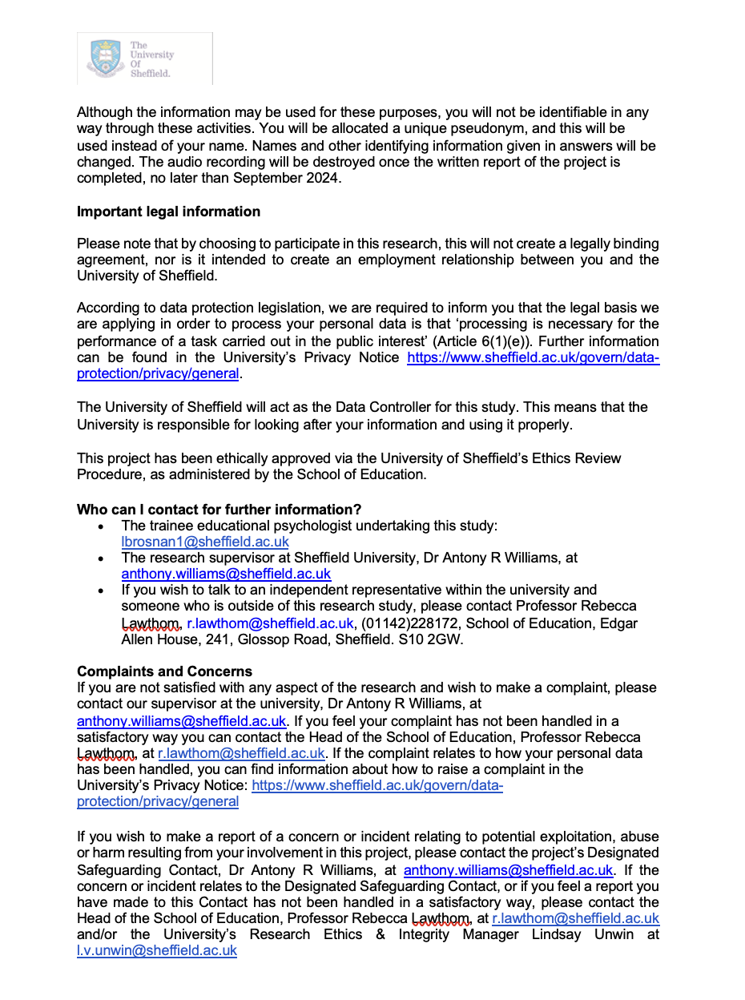 The
University
Of
Sheffield.
Although the information may be used for these purposes, you will not be identifiable in any
way through these activities. You will be allocated a unique pseudonym, and this will be
used instead of your name. Names and other identifying information given in answers will be
changed. The audio recording will be destroyed once the written report of the project is
completed, no later than September 2024.
Important legal information
Please note that by choosing to participate in this research, this will not create a legally binding
agreement, nor is it intended to create an employment relationship between you and the
University of Sheffield.
According to data protection legislation, we are required to inform you that the legal basis we
are applying in order to process your personal data is that ‘processing is necessary for the
performance of a task carried out in the public interest’ (Article 6(1)(e)). Further information
can be found in the University’s Privacy Notice https://www.sheffield.ac.uk/govern/data-
protection/privacy/general.
The University of Sheffield will act as the Data Controller for this study. This means that the
University is responsible for looking after your information and using it properly.
This project has been ethically approved via the University of Sheffield’s Ethics Review
Procedure, as administered by the School of Education.
Who can I contact for further information?
• The trainee educational psychologist undertaking this study:
lbrosnan1@sheffield.ac.uk
• The research supervisor at Sheffield University, Dr Antony R Williams, at
anthony.williams@sheffield.ac.uk
• If you wish to talk to an independent representative within the university and
someone who is outside of this research study, please contact Professor Rebecca
Lawthom, r.lawthom@sheffield.ac.uk, (01142)228172, School of Education, Edgar
Allen House, 241, Glossop Road, Sheffield. S10 2GW.
Complaints and Concerns
If you are not satisfied with any aspect of the research and wish to make a complaint, please
contact our supervisor at the university, Dr Antony R Williams, at
anthony.williams@sheffield.ac.uk. If you feel your complaint has not been handled in a
satisfactory way you can contact the Head of the School of Education, Professor Rebecca
Lawthom, at r.lawthom@sheffield.ac.uk. If the complaint relates to how your personal data
has been handled, you can find information about how to raise a complaint in the
University’s Privacy Notice: https://www.sheffield.ac.uk/govern/data-
protection/privacy/general
If you wish to make a report of a concern or incident relating to potential exploitation, abuse
or harm resulting from your involvement in this project, please contact the project’s Designated
Safeguarding Contact, Dr Antony R Williams, at anthony.williams@sheffield.ac.uk. If the
concern or incident relates to the Designated Safeguarding Contact, or if you feel a report you
have made to this Contact has not been handled in a satisfactory way, please contact the
Head of the School of Education, Professor Rebecca Lawthom, at r.lawthom@sheffield.ac.uk
and/or the University’s Research Ethics & Integrity Manager Lindsay Unwin at
l.v.unwin@sheffield.ac.uk